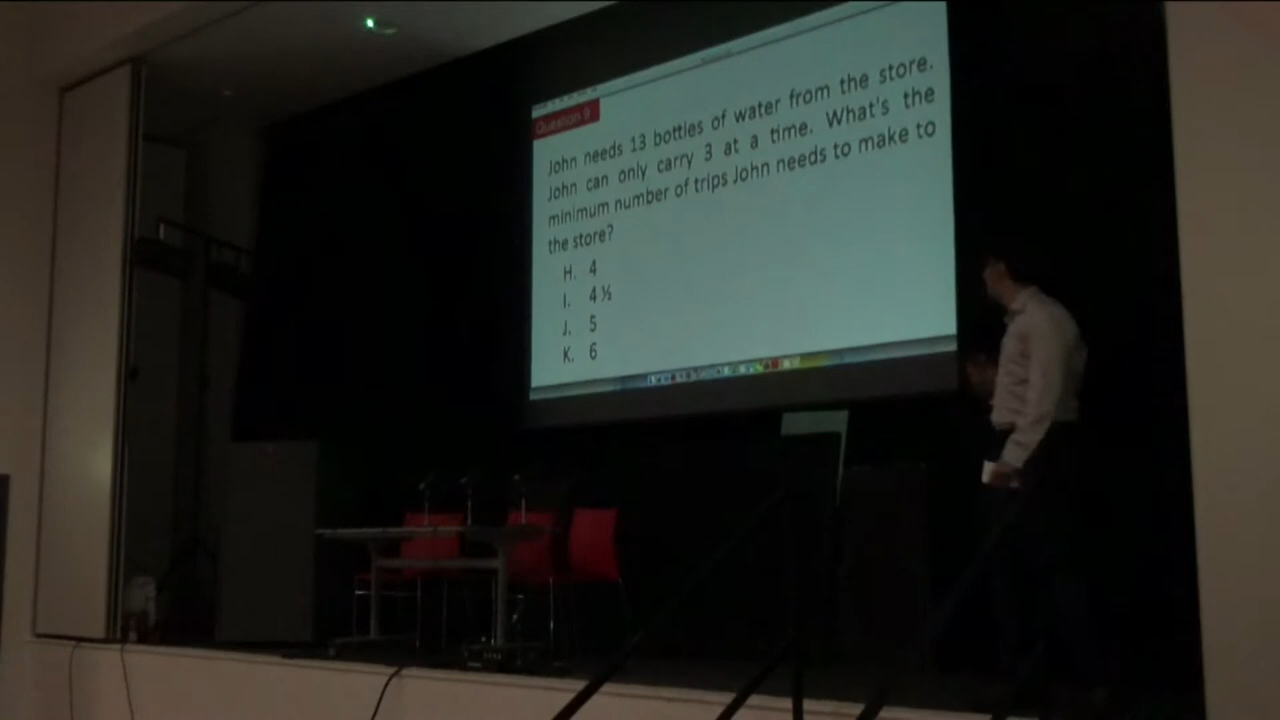 Question 9
John needs 13 bottles of water from the store.
John can only carry 3 at a time. What's the
minimum number of trips John needs to make to
the store?
H. 4
I. 4 ½
J. 5
K. 6